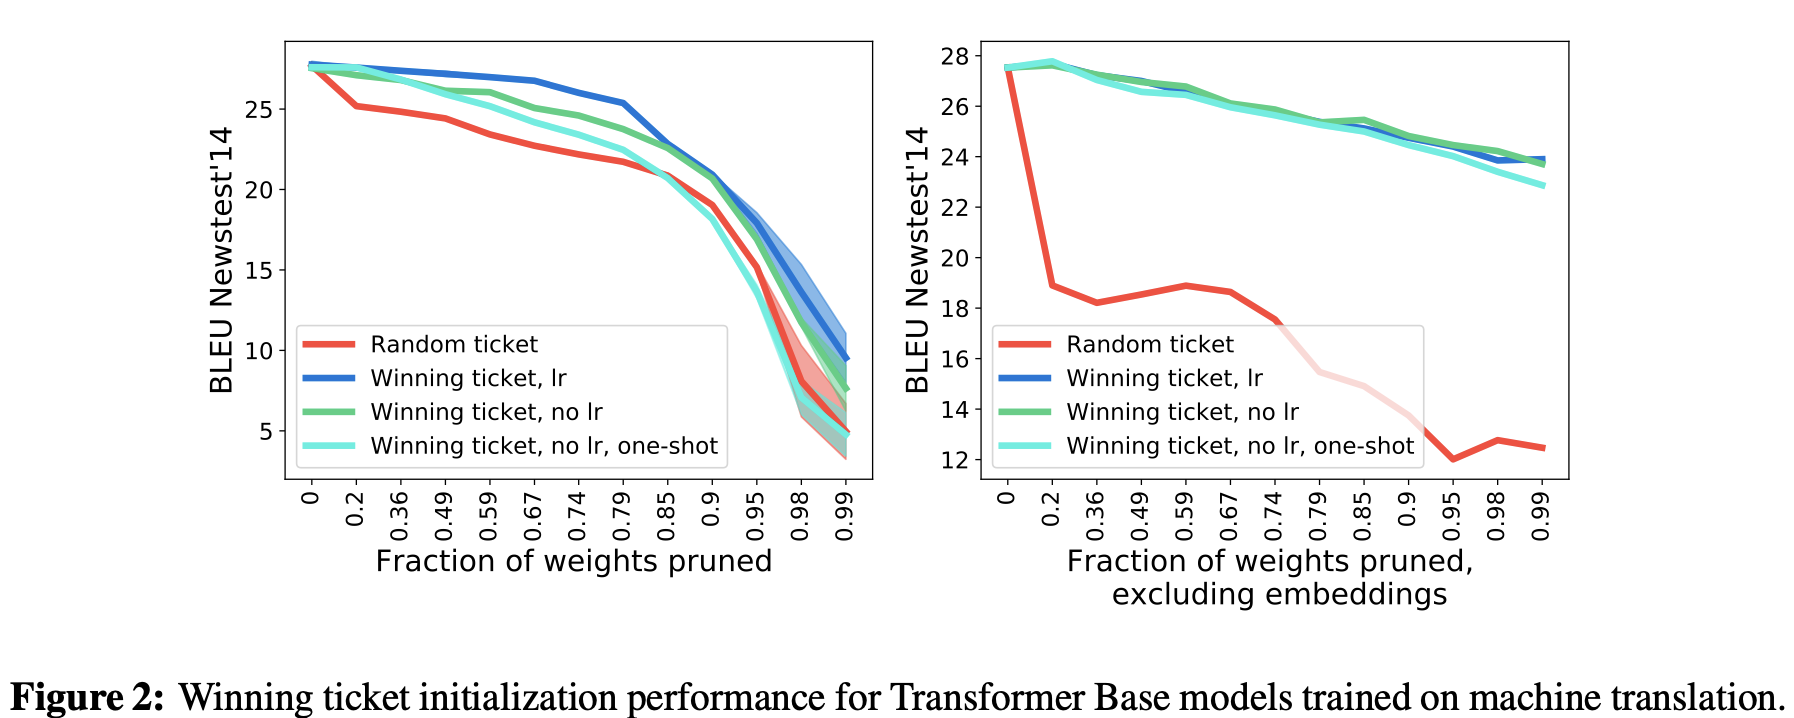 BLEU Newstest'14
25
20
15
10
5
Random ticket
Winning ticket, lr
Winning ticket, no lr
Winning ticket, no lr, one-shot
0
0.2
0.36
0.49
0.59
0.67
0.74
0.79
0.85
0.9
0.95
0.98
0.99
Fraction of weights pruned
BLEU Newstest'14
28
26
24
22
20
18
16
14
12
Random ticket
Winning ticket, lr
Winning ticket, no lr
Winning ticket, no lr, one-shot
0
0.2
0.36
0.49
0.59
0.67
0.74
0.79
0.85
0.9
0.95
0.98
0.99
Fraction of weights pruned,
excluding embeddings
Figure 2: Winning ticket initialization performance for Transformer Base models trained on machine translation.